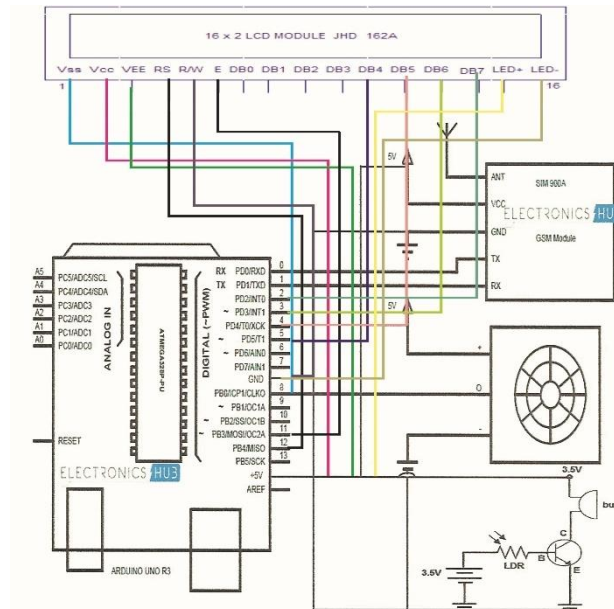 16 x 2 LCD MODULE JHD 162A
Vss Vcc VEE RS R/W E DB0 DB1 DB2 DB3 DB4 DB5 DB6 DB7 LED+ LED-
1 16
5V
ANT
SIM 900A
VCC
ELECTRONICS HU
GND
GSM Module
TX
RX
A5 PC5/ADC5/SCL
A4 PC4/ADC4/SDA
A3 PC3/ADC3
A2 PC2/ADC2
A1 PC1/ADC1
A0 PC0/ADC0
ANALOG IN
ATMEGA328P-PU
DIGITAL (~PWM)
RX PD0/RXD 0
TX PD1/TXD 1
PD2/INT0 2
~ PD3/INT1 3
PD4/T0/XCK 4
~ PD5/T1 5
~ PD6/AIN0 6
PD7/AIN1 7
GND
PB0/ICP1/CLKO 8
~ PB1/OC1A 9
~ PB2/SS/OC1B 10
~ PB3/MOSI/OC2A 11
PB4/MISO 12
PB5/SCK 13
+5V
AREF
RESET
ELECTRONICS HU3
ARDUINO UNO R3
5V
+
O
-
3.5V
bu
C
B
E
LDR
3.5V